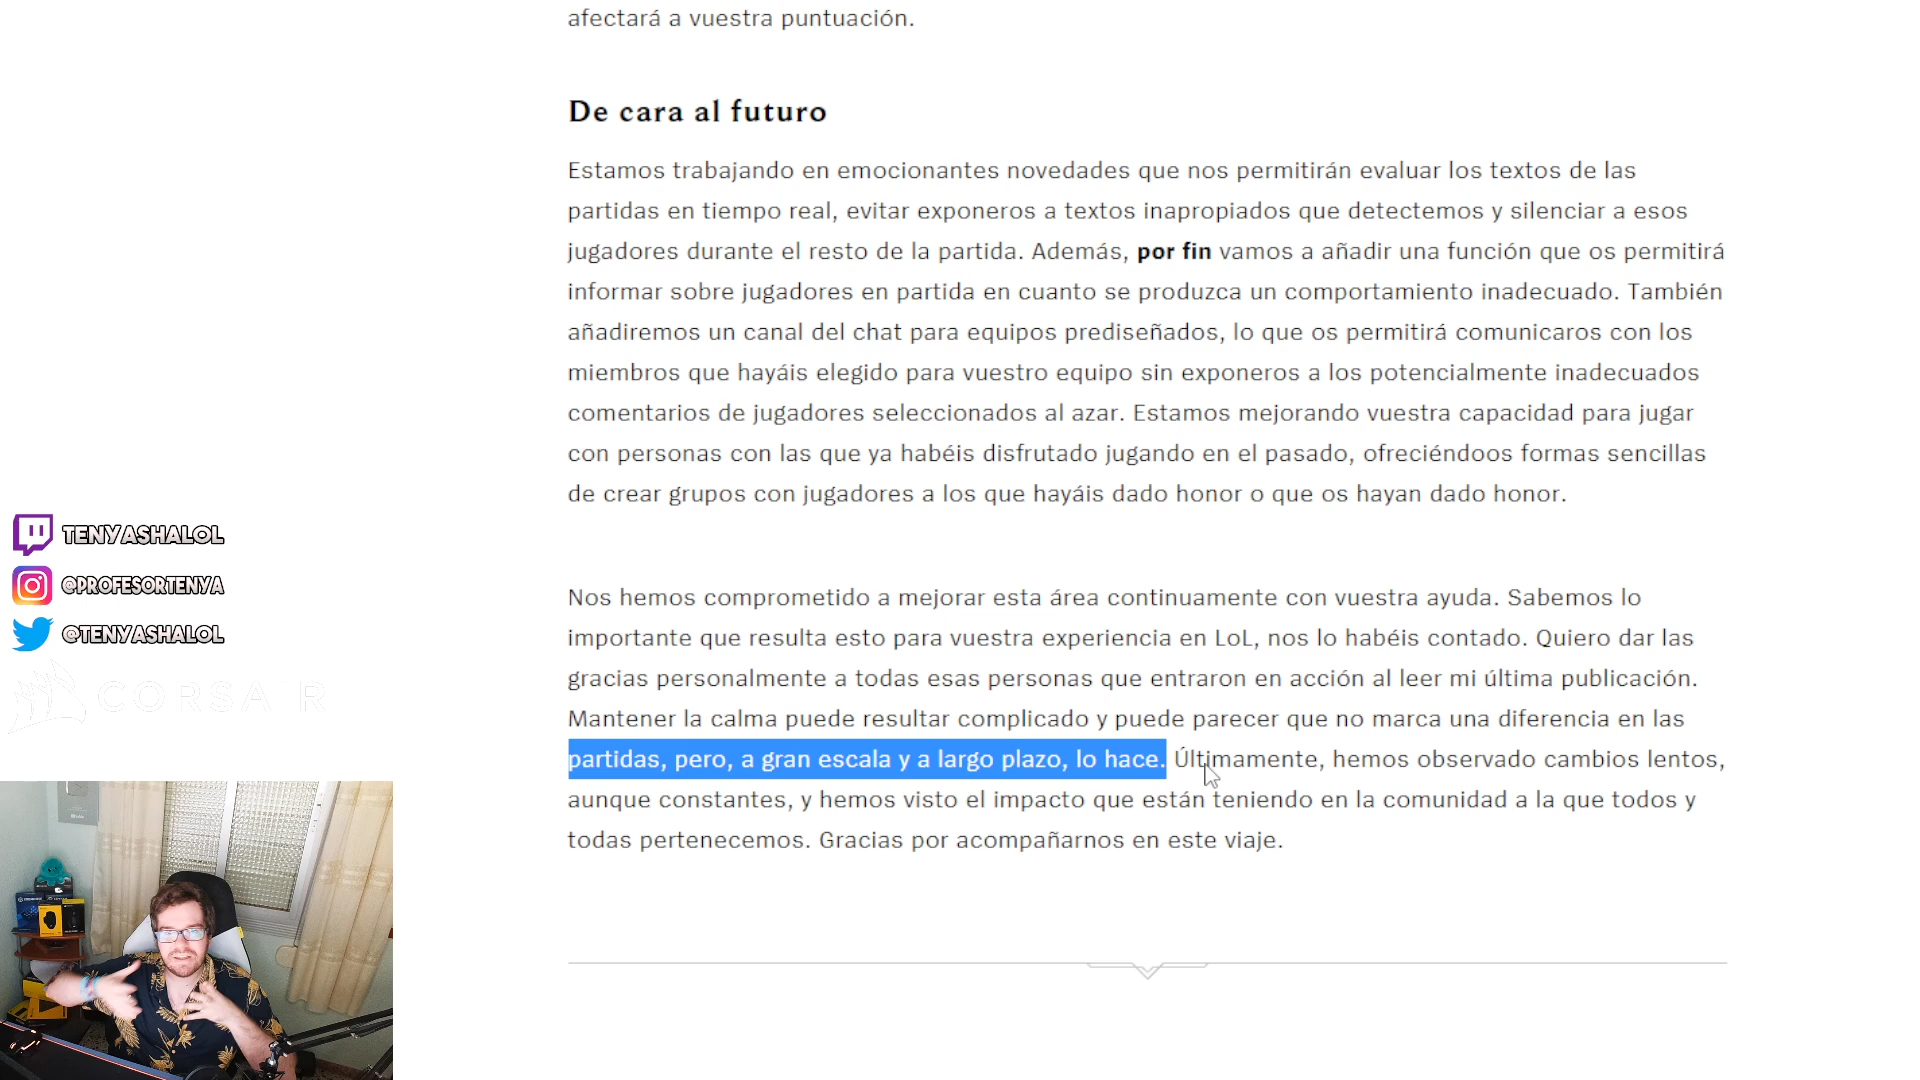 afectará a vuestra puntuación.
De cara al futuro
Estamos trabajando en emocionantes novedades que nos permitirán evaluar los textos de las
partidas en tiempo real, evitar exponeros a textos inapropiados que detectemos y silenciar a esos
jugadores durante el resto de la partida. Además, por fin vamos a añadir una función que os permitirá
informar sobre jugadores en partida en cuanto se produzca un comportamiento inadecuado. También
añadiremos un canal del chat para equipos prediseñados, lo que os permitirá comunicaros con los
miembros que hayáis elegido para vuestro equipo sin exponeros a los potencialmente inadecuados
comentarios de jugadores seleccionados al azar. Estamos mejorando vuestra capacidad para jugar
con personas con las que ya habéis disfrutado jugando en el pasado, ofreciéndoos formas sencillas
de crear grupos con jugadores a los que hayáis dado honor o que os hayan dado honor.
Nos hemos comprometido a mejorar esta área continuamente con vuestra ayuda. Sabemos lo
importante que resulta esto para vuestra experiencia en LoL, nos lo habéis contado. Quiero dar las
gracias personalmente a todas esas personas que entraron en acción al leer mi última publicación.
Mantener la calma puede resultar complicado y puede parecer que no marca una diferencia en las
partidas, pero, a gran escala y a largo plazo, lo hace. Últimamente, hemos observado cambios lentos,
aunque constantes, y hemos visto el impacto que están teniendo en la comunidad a la que todos y
todas pertenecemos. Gracias por acompañarnos en este viaje.
TENYASHALOL
@PROFESORTENYA
@TENYASHALOL
CORSAIR